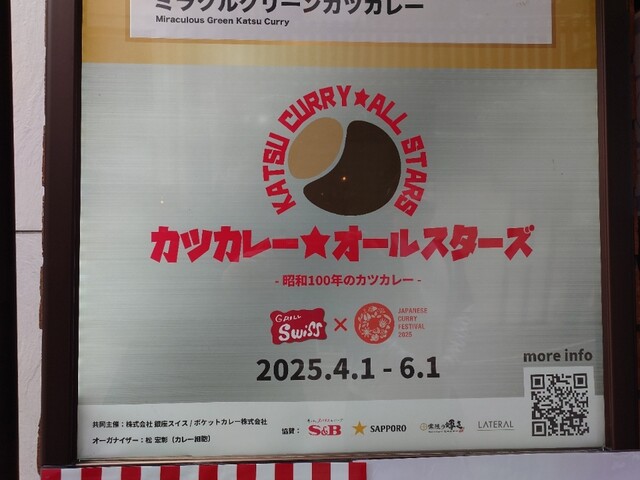 ミラクルグリーンカツカレー
Miraculous Green Katsu Curry
KATSU CURRY★ALL STARS
カツカレー★オールスターズ
- 昭和100年のカツカレー -
GRILL
Swiss
×
JAPANESE
CURRY
FESTIVAL
2025
2025.4.1 - 6.1
more info
共同主催：株式会社 銀座スイス / ポケットカレー株式会社
オーガナイザー：松 宏彰（カレー細胞）
協賛：
S&B
SAPPORO
LATERAL